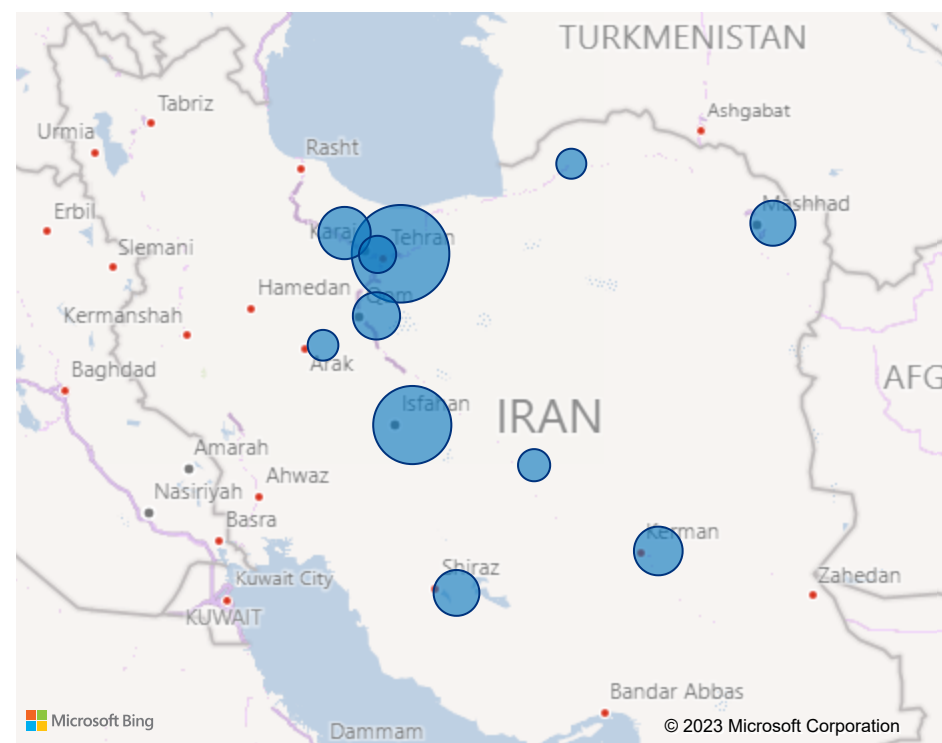 TURKMENISTAN
Tabriz
Ashgabat
Urmia
Rasht
Mashhad
Erbil
Karaj
Tehran
Slemani
Hamedan
Qom
Kermanshah
Arak
Baghdad
AFG
Isfahan
IRAN
Amarah
Ahwaz
Nasiriyah
Basra
Kerman
Shiraz
Kuwait City
Zahedan
KUWAIT
Bandar Abbas
Microsoft Bing
© 2023 Microsoft Corporation
Dammam